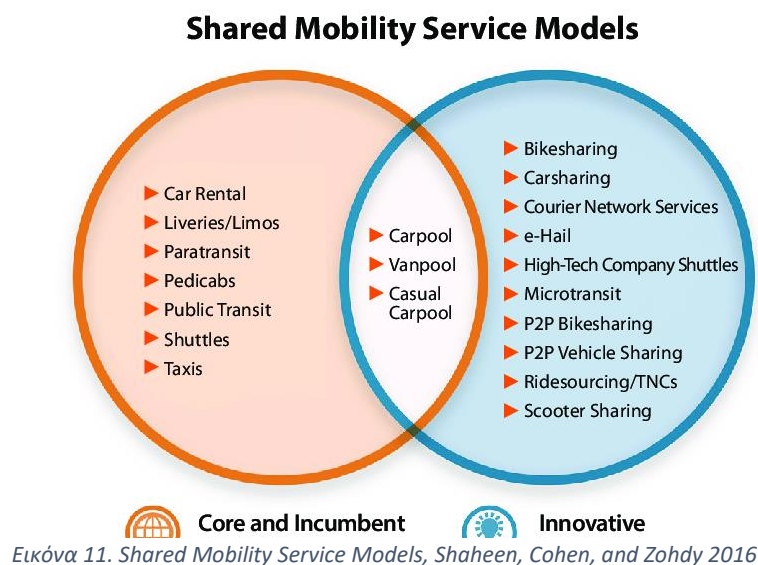 Shared Mobility Service Models
Car Rental
Liveries/Limos
Paratransit
Pedicabs
Public Transit
Shuttles
Taxis
Carpool
Vanpool
Casual
Carpool
Bikesharing
Carsharing
Courier Network Services
e-Hail
High-Tech Company Shuttles
Microtransit
P2P Bikesharing
P2P Vehicle Sharing
Ridesourcing/TNCs
Scooter Sharing
Core and Incumbent
Innovative
Εικόνα 11. Shared Mobility Service Models, Shaheen, Cohen, and Zohdy 2016